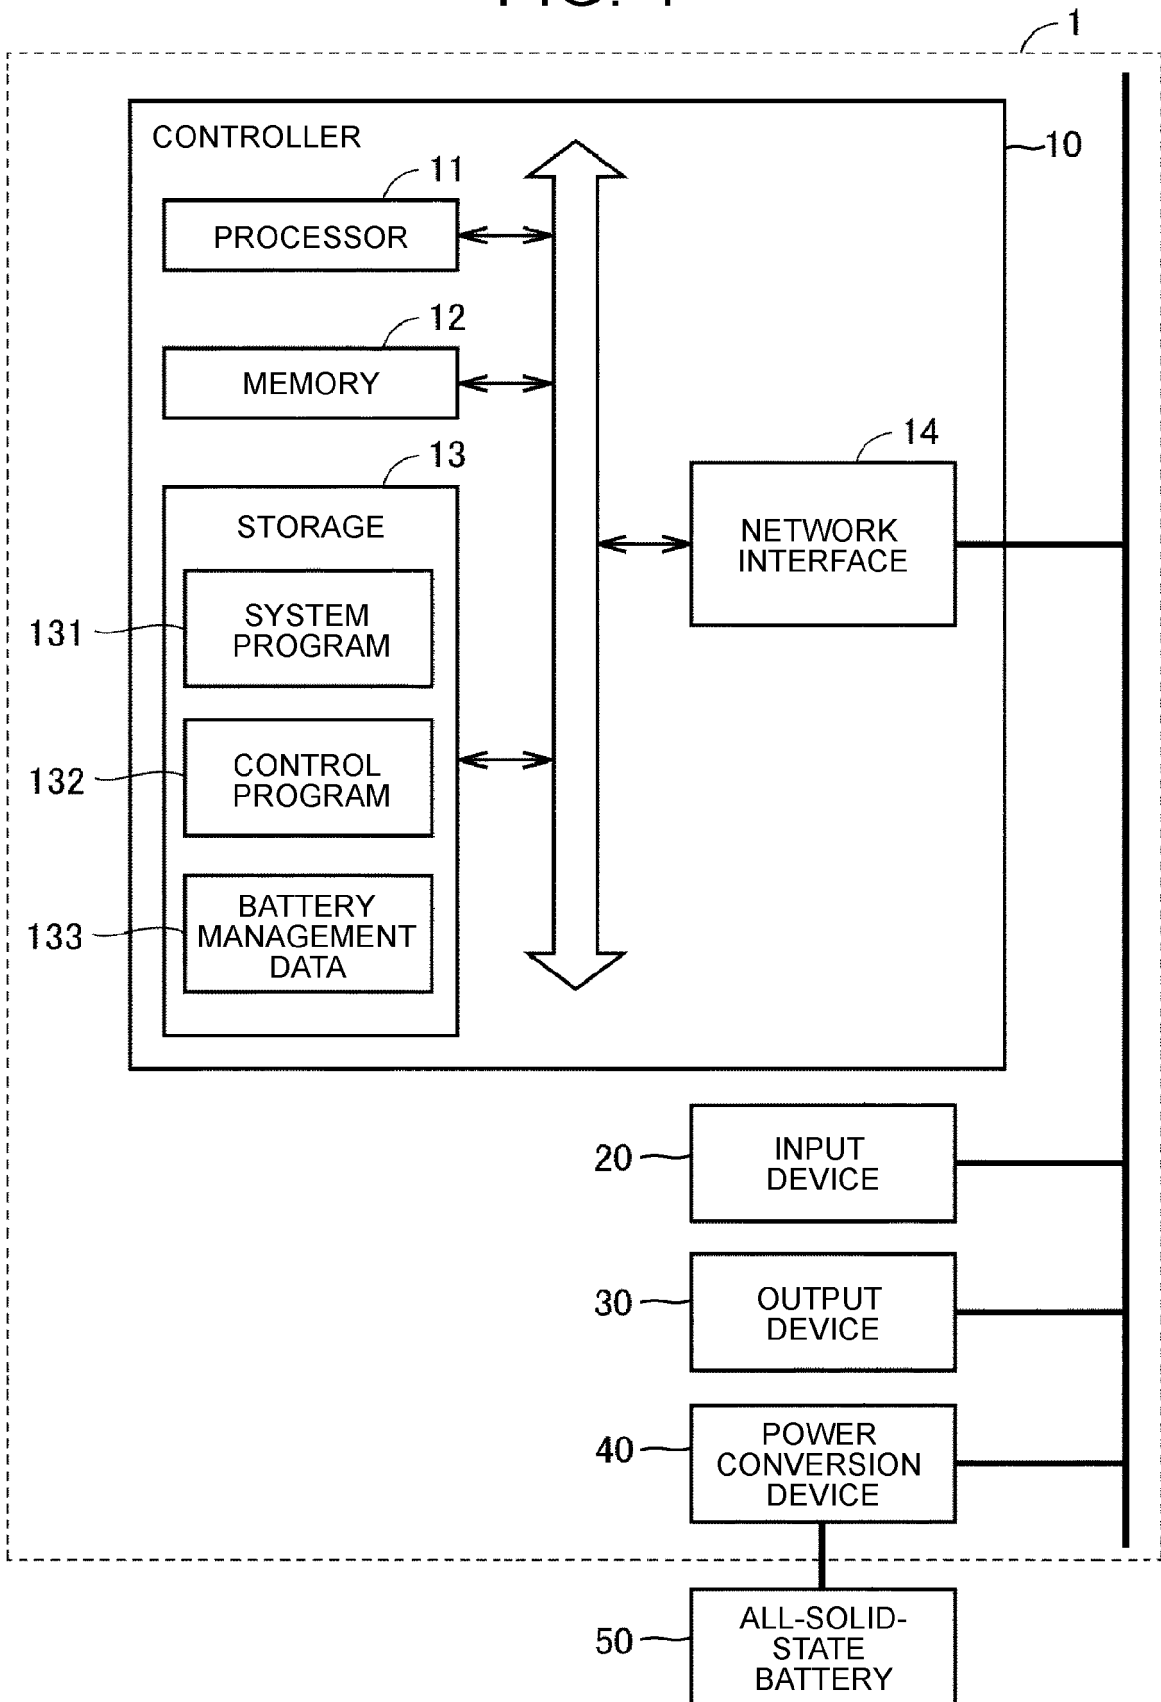 1
CONTROLLER
10
11
PROCESSOR
12
MEMORY
13
STORAGE
14
NETWORK
INTERFACE
131
SYSTEM
PROGRAM
132
CONTROL
PROGRAM
133
BATTERY
MANAGEMENT
DATA
20
INPUT
DEVICE
30
OUTPUT
DEVICE
40
POWER
CONVERSION
DEVICE
50
ALL-SOLID-
STATE
BATTERY